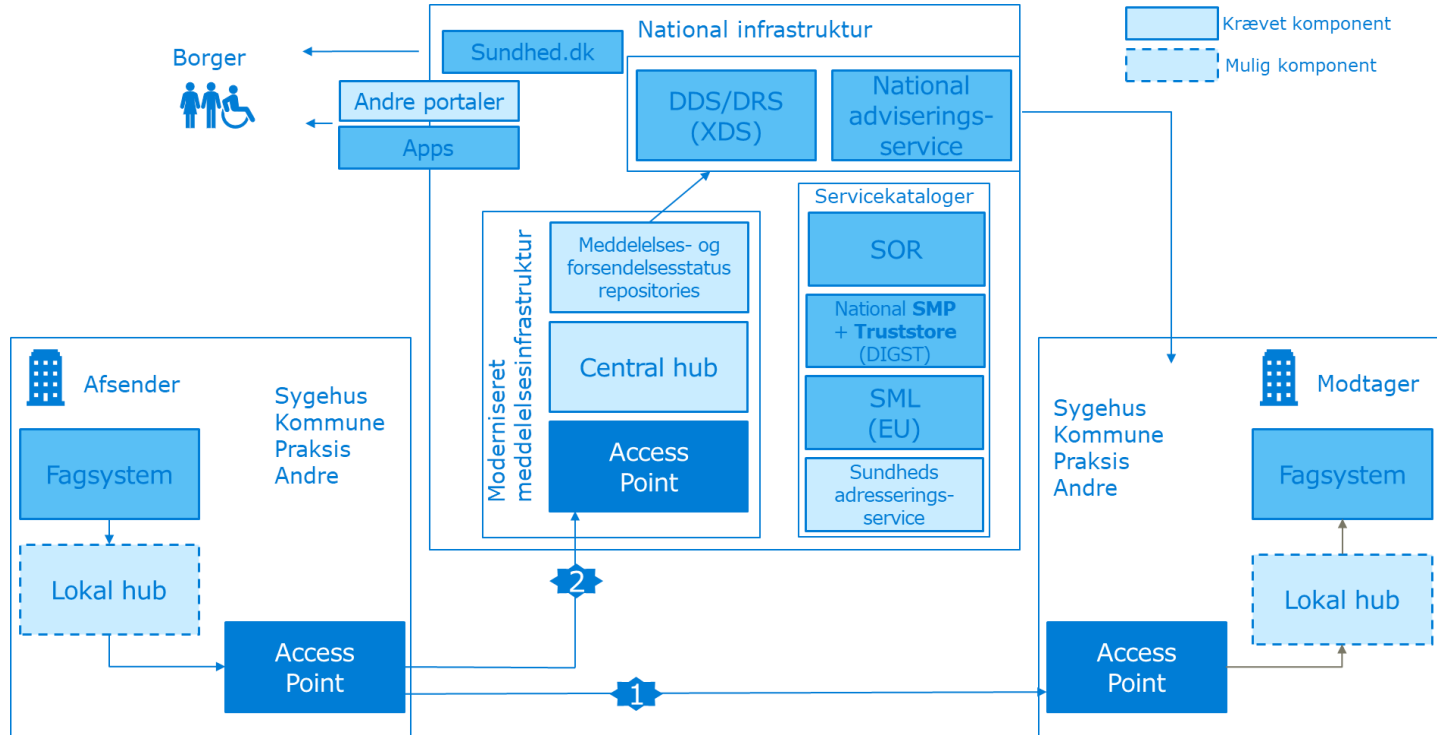 National infrastruktur
Krævet komponent
Mulig komponent
Borger
Sundhed.dk
Andre portaler
Apps
DDS/DRS
(XDS)
National
adviserings-
service
Servicekataloger
SOR
National SMP
+ Truststore
(DIGST)
SML
(EU)
Sundheds
adresserings-
service
Moderniseret
meddelelsesinfrastruktur
Meddelelses- og
forsendelsesstatus
repositories
Central hub
Access
Point
Afsender
Sygehus
Kommune
Praksis
Andre
Fagsystem
Lokal hub
Access
Point
2
1
Modtager
Sygehus
Kommune
Praksis
Andre
Fagsystem
Lokal hub
Access
Point